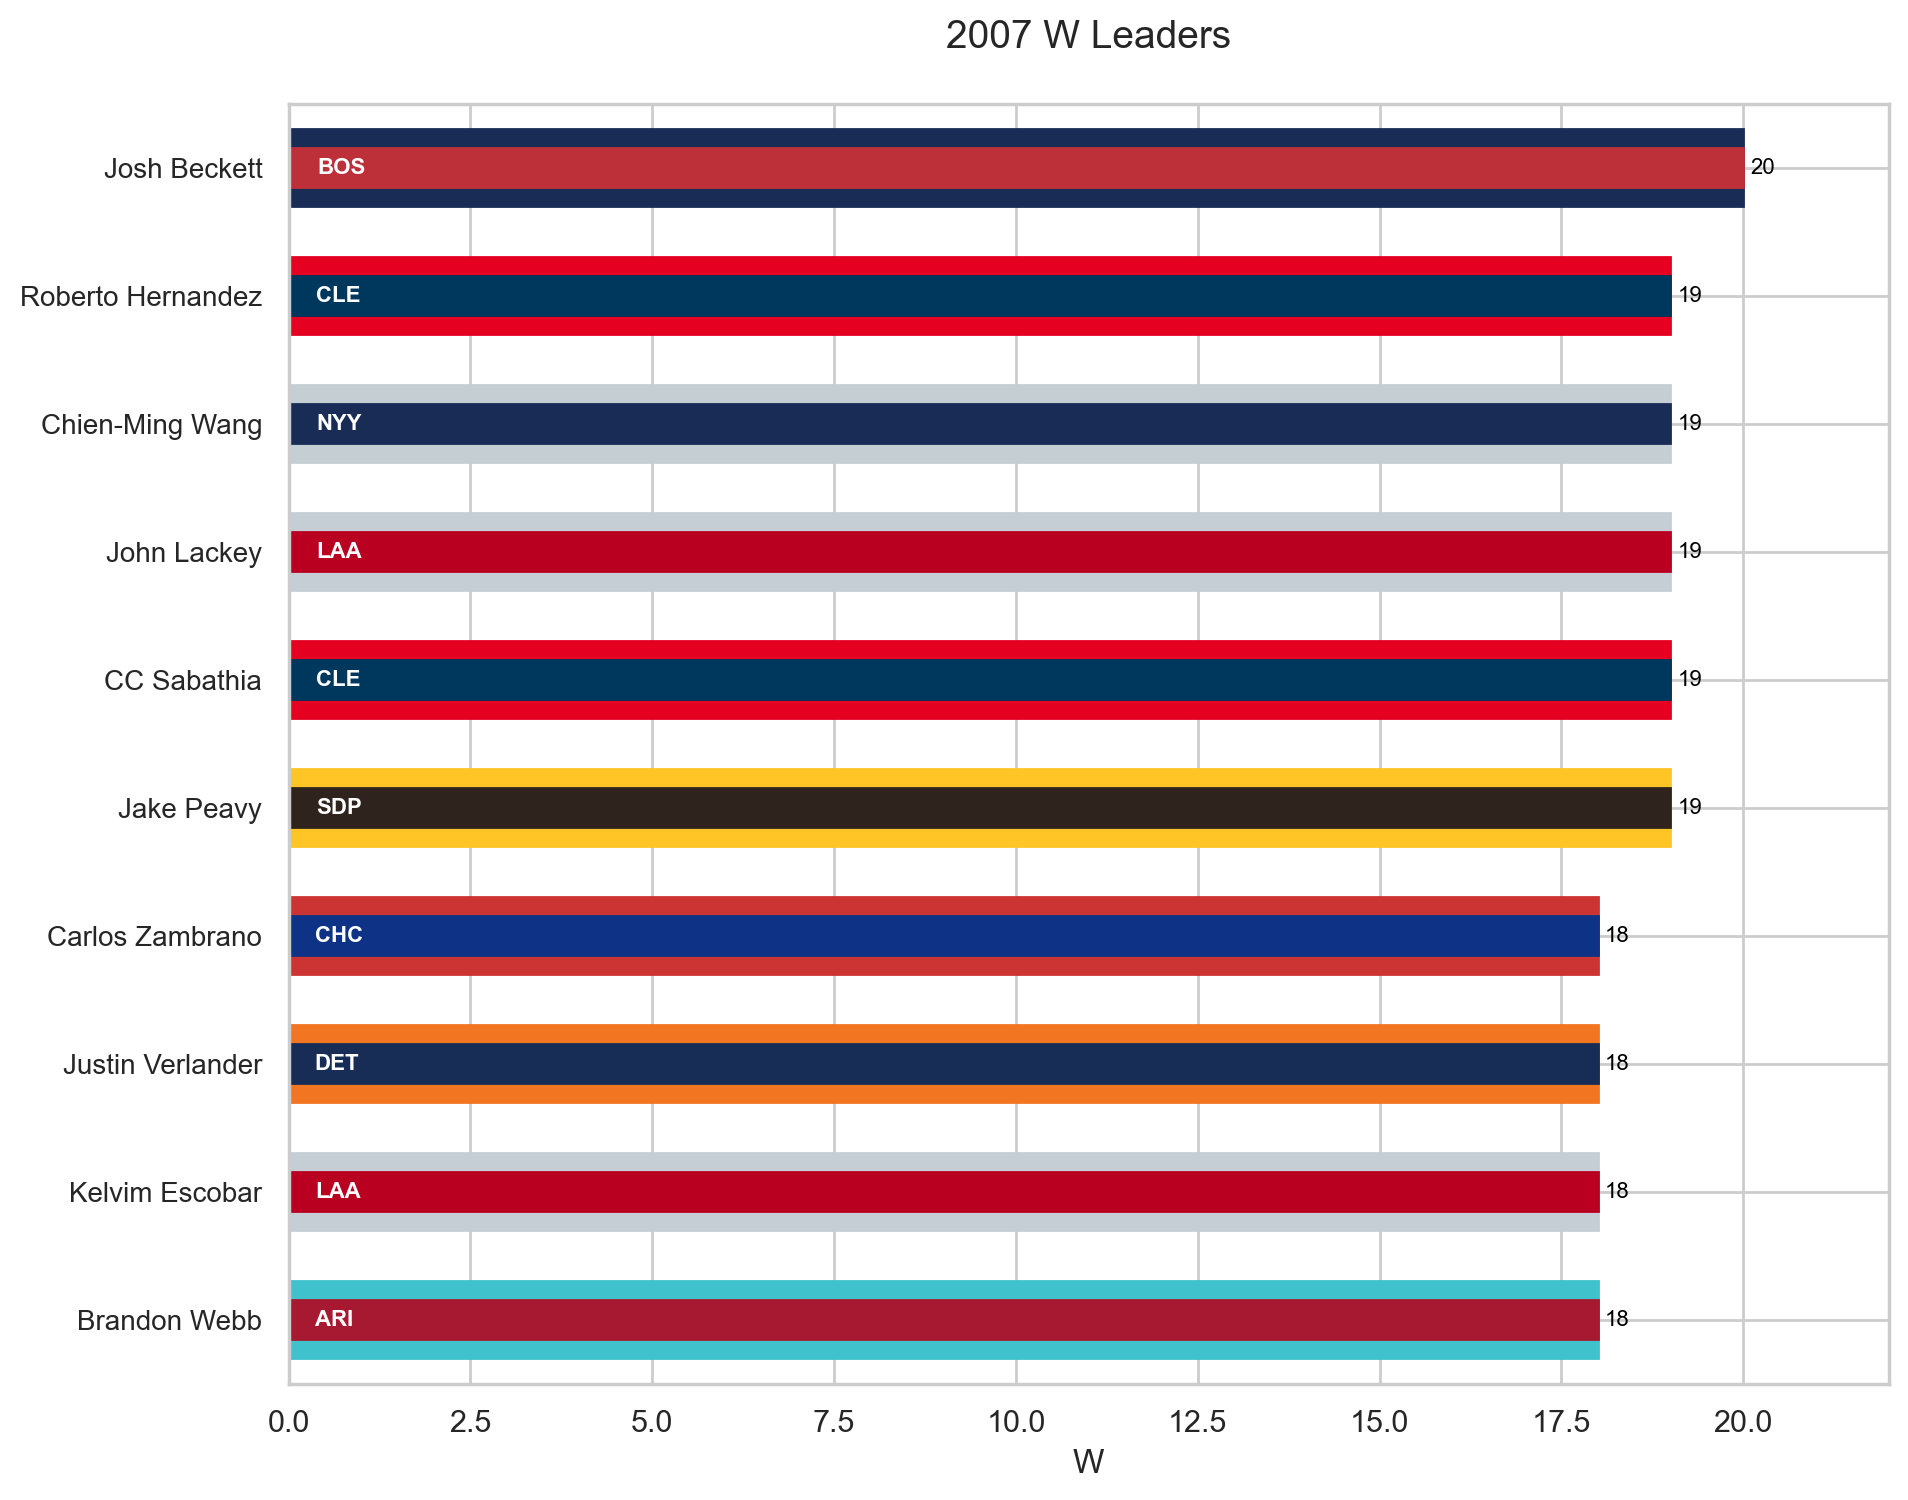 2007 W Leaders
Josh Beckett BOS 20
Roberto Hernandez CLE 19
Chien-Ming Wang NYY 19
John Lackey LAA 19
CC Sabathia CLE 19
Jake Peavy SDP 19
Carlos Zambrano CHC 18
Justin Verlander DET 18
Kelvim Escobar LAA 18
Brandon Webb ARI 18
0.0 2.5 5.0 7.5 10.0 12.5 15.0 17.5 20.0
W